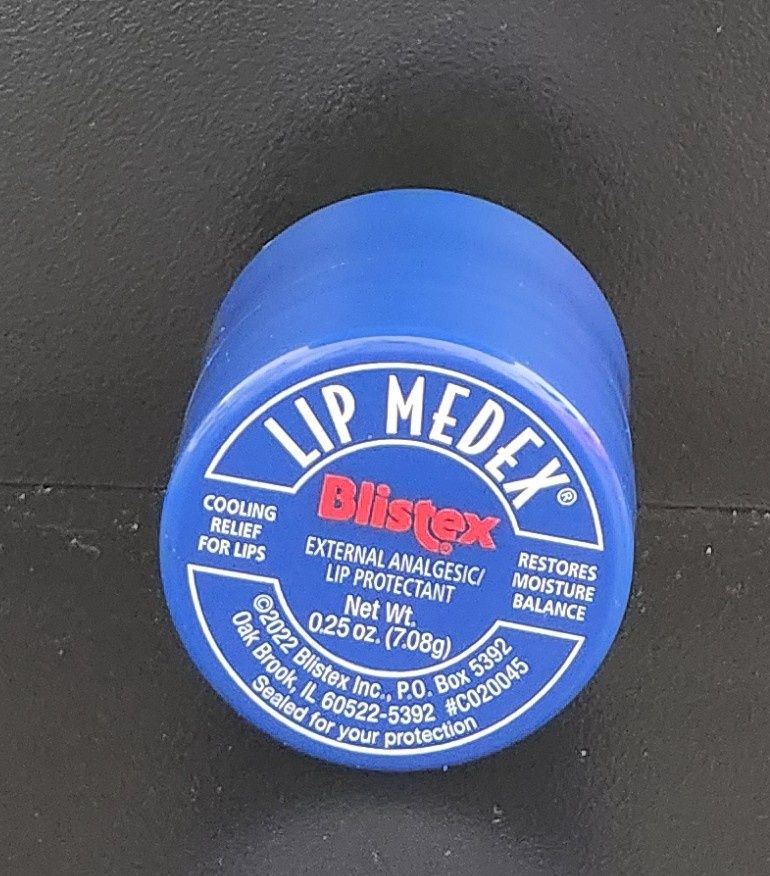 LIP MEDEX®
Blistex®
COOLING
RELIEF
FOR LIPS
EXTERNAL ANALGESIC/
LIP PROTECTANT
RESTORES
MOISTURE
BALANCE
Net Wt.
0.25 oz. (7.08g)
©2022 Blistex Inc., P.O. Box 5392
Oak Brook, IL 60522-5392 #C020045
Sealed for your protection